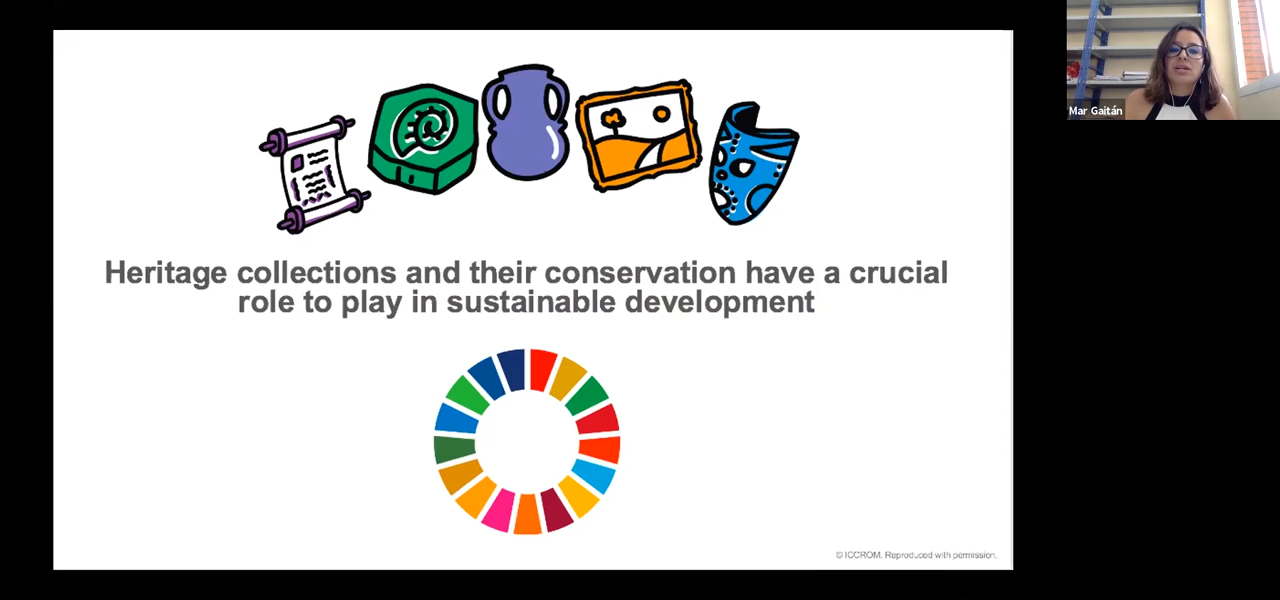 Mar Gaitán
Heritage collections and their conservation have a crucial
role to play in sustainable development
© ICCROM. Reproduced with permission.